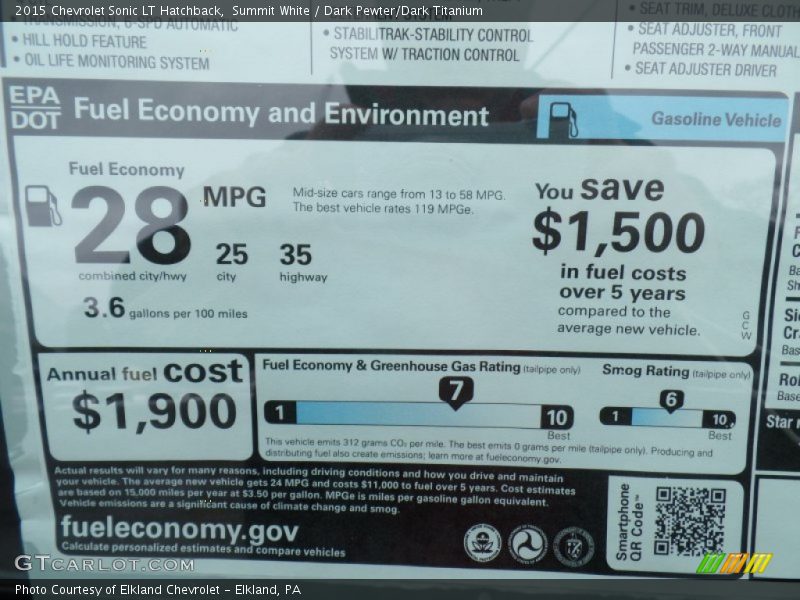 2015 Chevrolet Sonic LT Hatchback, Summit White / Dark Pewter/Dark Titanium
TRANSMISSION, 6-SPD AUTOMATIC
• HILL HOLD FEATURE
• OIL LIFE MONITORING SYSTEM
SYSTEM
• STABILITRAK-STABILITY CONTROL
SYSTEM W/ TRACTION CONTROL
• SEAT TRIM, DELUXE CLOTH
• SEAT ADJUSTER, FRONT
PASSENGER 2-WAY MANUAL
• SEAT ADJUSTER DRIVER
EPA
DOT
Fuel Economy and Environment
Gasoline Vehicle
Fuel Economy
28 MPG
combined city/hwy
25
city
35
highway
3.6 gallons per 100 miles
Mid-size cars range from 13 to 58 MPG.
The best vehicle rates 119 MPGe.
You save
$1,500
in fuel costs
over 5 years
compared to the
average new vehicle.
G
C
W
Annual fuel cost
$1,900
Fuel Economy & Greenhouse Gas Rating (tailpipe only)
7
1
10
Best
This vehicle emits 312 grams CO₂ per mile. The best emits 0 grams per mile (tailpipe only). Producing and
distributing fuel also create emissions; learn more at fueleconomy.gov.
Smog Rating (tailpipe only)
6
1
10
Best
Actual results will vary for many reasons, including driving conditions and how you drive and maintain
your vehicle. The average new vehicle gets 24 MPG and costs $11,000 to fuel over 5 years. Cost estimates
are based on 15,000 miles per year at $3.50 per gallon. MPGe is miles per gasoline gallon equivalent.
Vehicle emissions are a significant cause of climate change and smog.
fueleconomy.gov
Calculate personalized estimates and compare vehicles
Smartphone
QR Code™
Star
GTCARLOT.COM
Photo Courtesy of Elkland Chevrolet – Elkland, PA